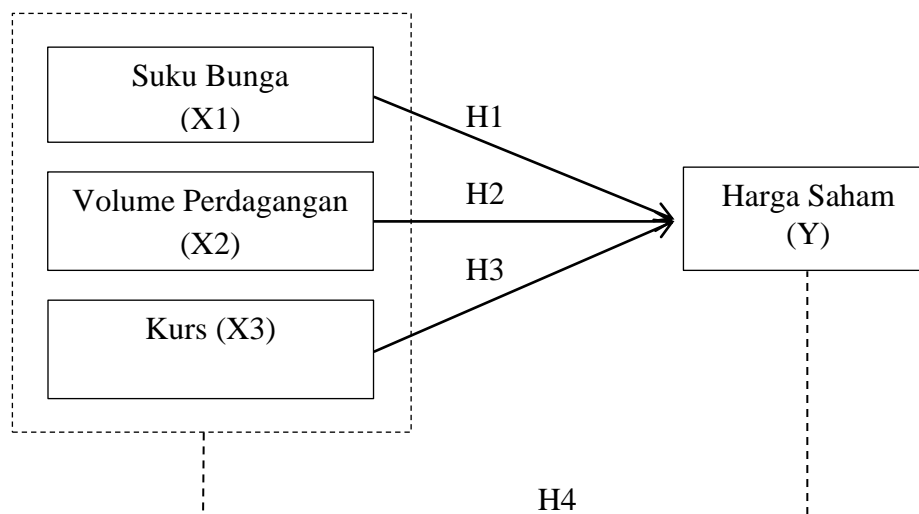 Suku Bunga
(X1)
H1
Volume Perdagangan
(X2)
H2
Harga Saham
(Y)
H3
Kurs (X3)
H4